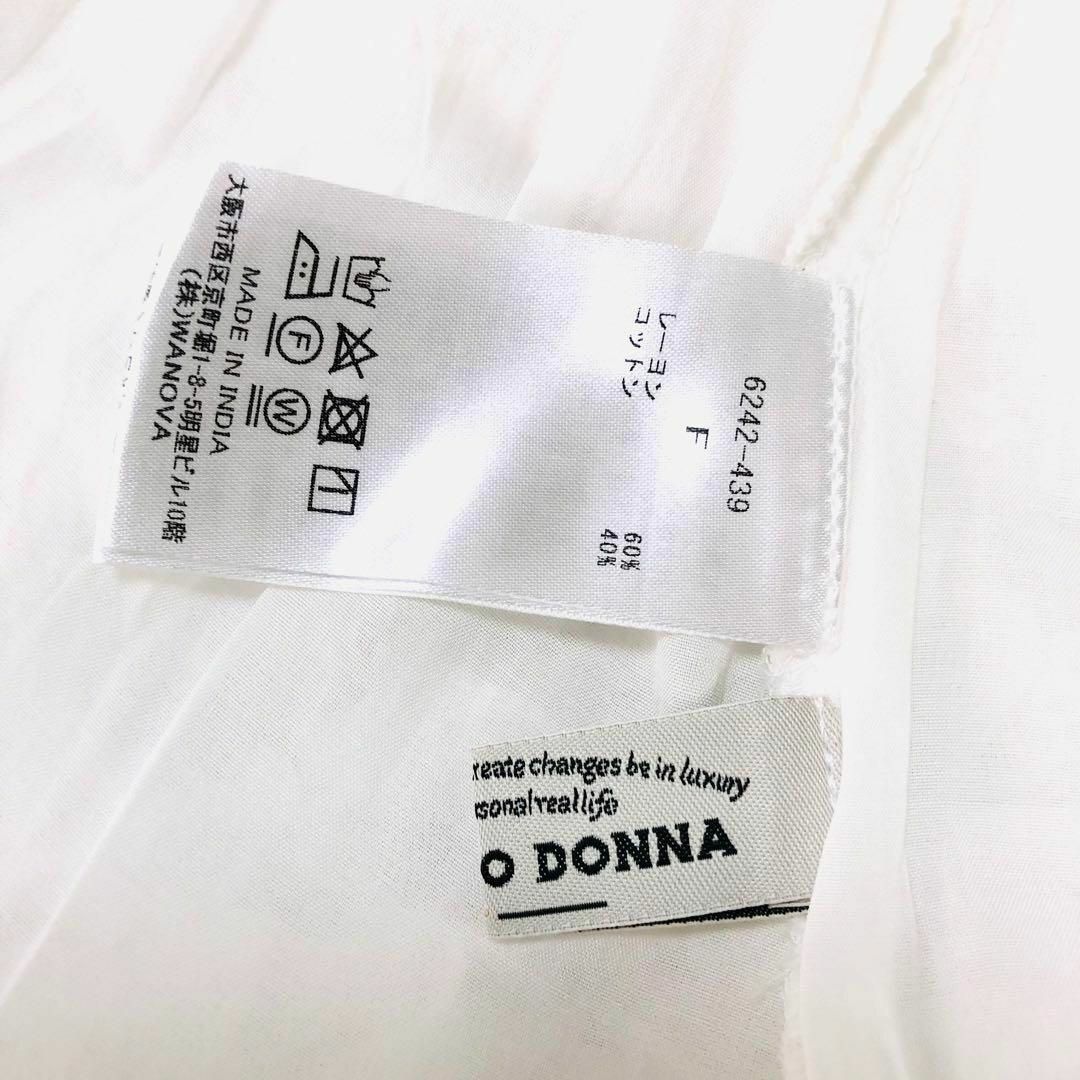 6242-439
F
レーヨン 60%
コットン 40%
F
W
MADE IN INDIA
大阪市西区京町堀1-8-5明星ビル10階
(株)WANOVA
reate changes be in luxury
sonal real life
O DONNA